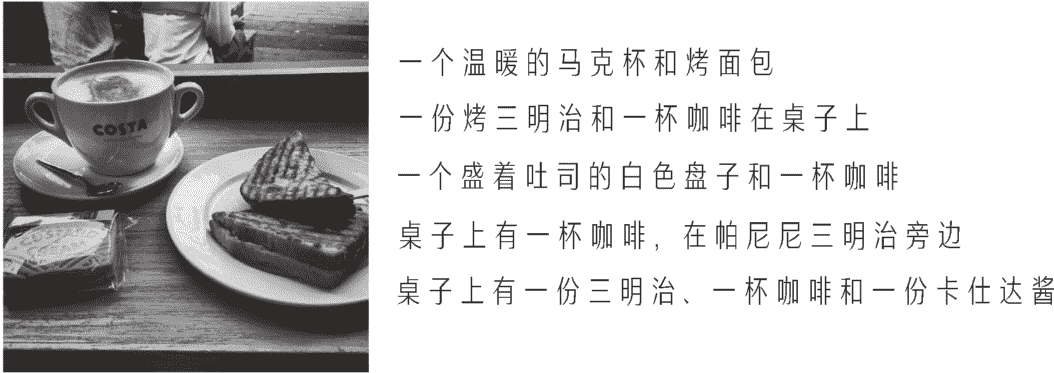 COSTA
一个温暖的马克杯和烤面包
一份烤三明治和一杯咖啡在桌子上
一个盛着吐司的白色盘子和一杯咖啡
桌子上有一杯咖啡，在帕尼尼三明治旁边
桌子上有一份三明治、一杯咖啡和一份卡仕达酱